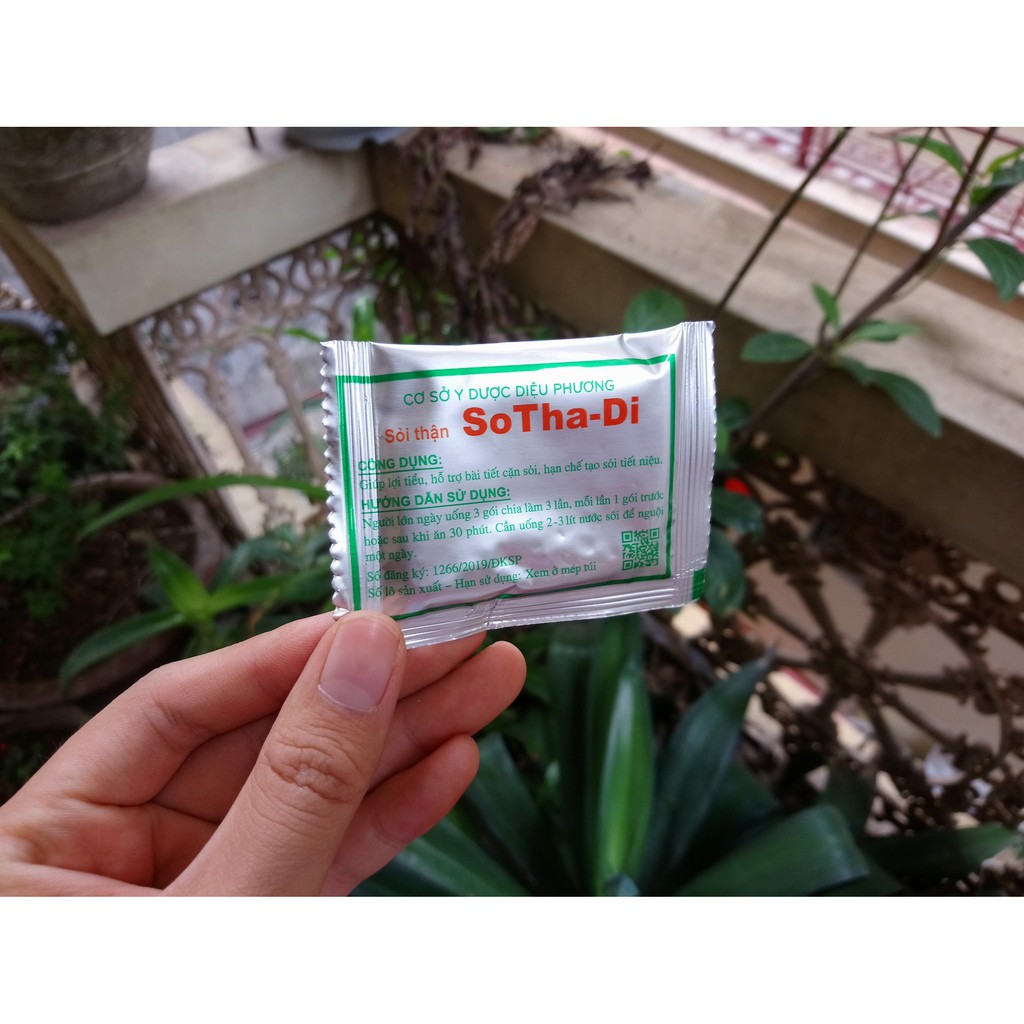 CƠ SỞ Y DƯỢC DIỆU PHƯƠNG
Sỏi thận SoTha-Di
CÔNG DỤNG:
Giúp lợi tiểu, hỗ trợ bài tiết cặn sỏi, hạn chế tạo sỏi tiết niệu.
HƯỚNG DẪN SỬ DỤNG:
Người lớn ngày uống 3 gói chia làm 3 lần, mỗi lần 1 gói trước
hoặc sau khi ăn 30 phút. Cần uống 2-3 lít nước sôi để nguội
một ngày.
Số đăng ký: 1266/2019/ĐKSP
Số lô sản xuất – Hạn sử dụng: Xem ở mép túi